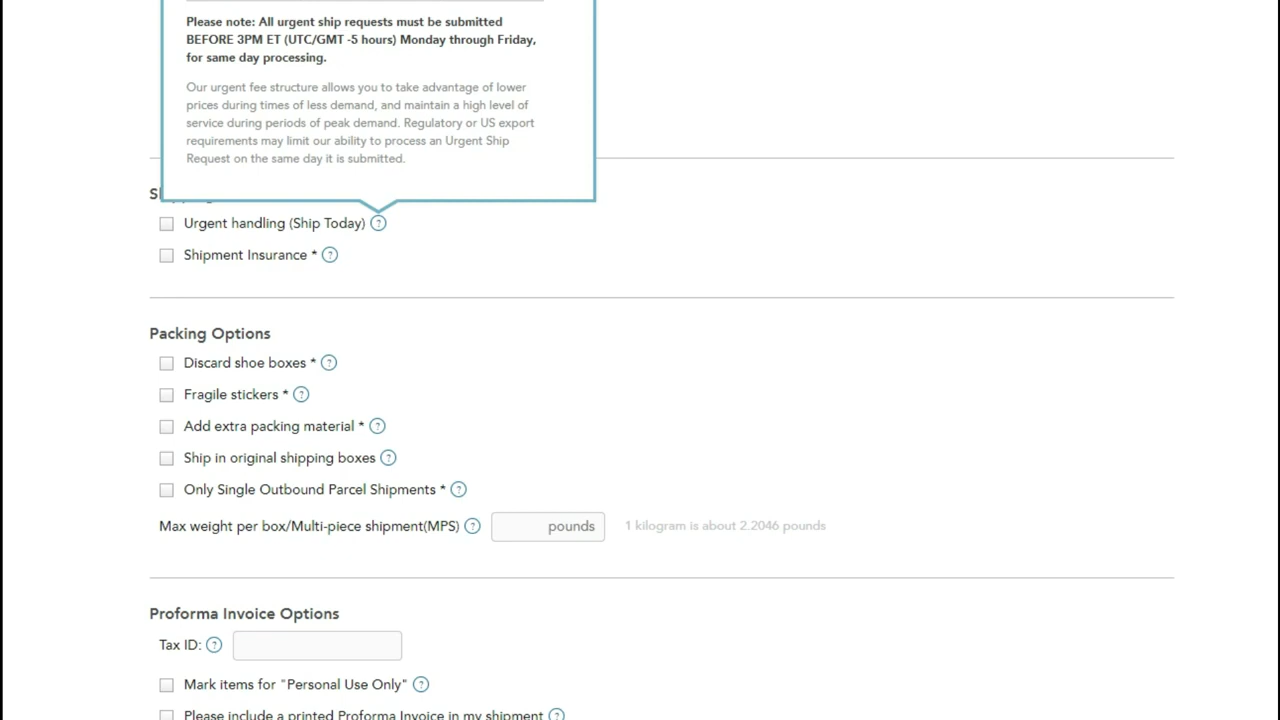 Please note: All urgent ship requests must be submitted
BEFORE 3PM ET (UTC/GMT -5 hours) Monday through Friday,
for same day processing.
Our urgent fee structure allows you to take advantage of lower
prices during times of less demand, and maintain a high level of
service during periods of peak demand. Regulatory or US export
requirements may limit our ability to process an Urgent Ship
Request on the same day it is submitted.
Urgent handling (Ship Today) ?
Shipment Insurance * ?
Packing Options
Discard shoe boxes * ?
Fragile stickers * ?
Add extra packing material * ?
Ship in original shipping boxes ?
Only Single Outbound Parcel Shipments * ?
Max weight per box/Multi-piece shipment(MPS) ? pounds 1 kilogram is about 2.2046 pounds
Proforma Invoice Options
Tax ID: ?
Mark items for "Personal Use Only" ?
Please include a printed Proforma Invoice in my shipment ?